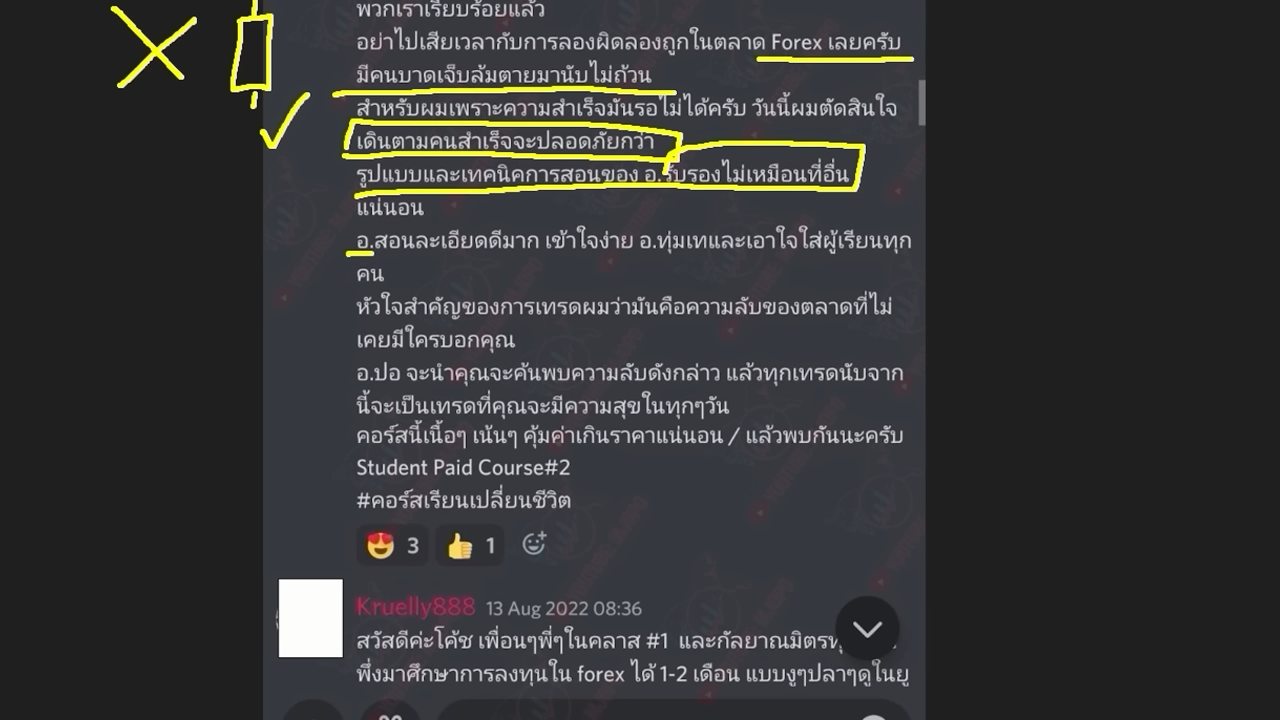 พวกเราเรียบร้อยแล้ว
อย่าไปเสียเวลากับการลองผิดลองถูกในตลาด Forex เลยครับ
มีคนบาดเจ็บล้มตายมานับไม่ถ้วน
สำหรับผมเพราะความสำเร็จมันรอไม่ได้ครับ วันนี้ผมตัดสินใจ
เดินตามคนสำเร็จจะปลอดภัยกว่า
รูปแบบและเทคนิคการสอนของ อ.รับรองไม่เหมือนที่อื่น
แน่นอน
อ.สอนละเอียดดีมาก เข้าใจง่าย อ.ทุ่มเทและเอาใจใส่ผู้เรียนทุก
คน
หัวใจสำคัญของการเทรดผมว่ามันคือความลับของตลาดที่ไม่
เคยมีใครบอกคุณ
อ.ปอ จะนำคุณจะค้นพบความลับดังกล่าว แล้วทุกเทรดนับจาก
นี้จะเป็นเทรดที่คุณจะมีความสุขในทุกๆวัน
คอร์สนี้เนื้อๆ เน้นๆ คุ้มค่าเกินราคาแน่นอน / แล้วพบกันนะครับ
Student Paid Course#2
#คอร์สเรียนเปลี่ยนชีวิต
3 1
Kruelly888 13 Aug 2022 08:36
สวัสดีค่ะโค้ช เพื่อนๆพี่ๆในคลาส #1 และกัลยาณมิตร
พึ่งมาศึกษาการลงทุนใน forex ได้ 1-2 เดือน แบบงูๆปลาๆดูในยู